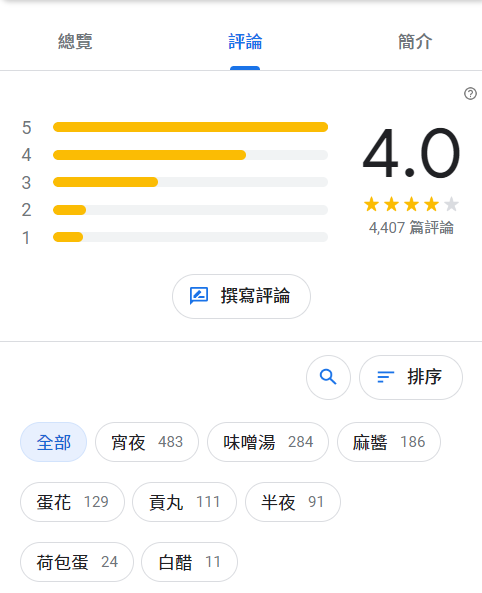 總覽 評論 簡介
5
4
3
2
1
4.0
4,407 篇評論
撰寫評論
排序
全部 宵夜 483 味噌湯 284 麻醬 186
蛋花 129 貢丸 111 半夜 91
荷包蛋 24 白醋 11